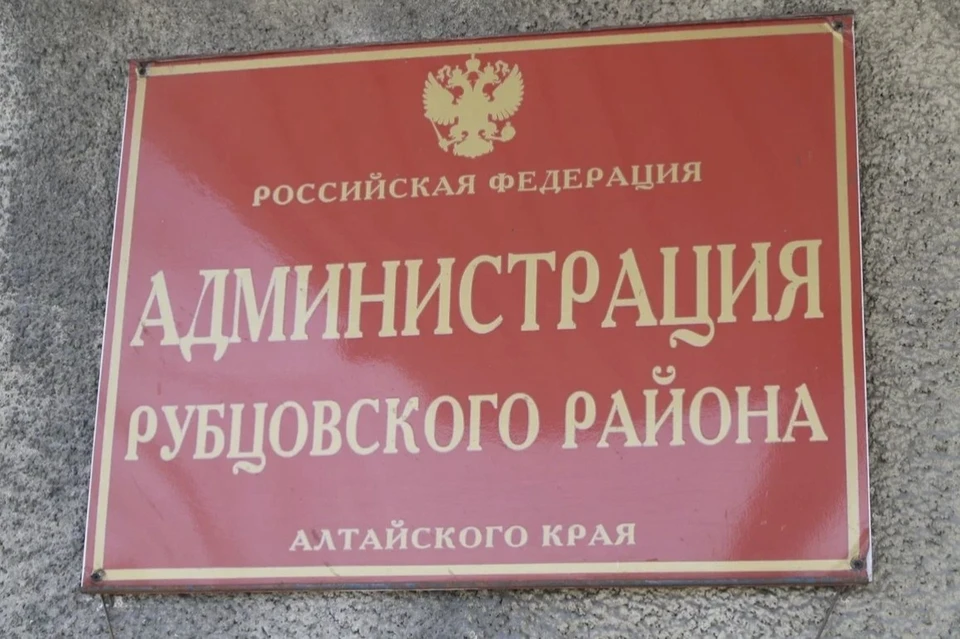 РОССИЙСКАЯ ФЕДЕРАЦИЯ
АДМИНИСТРАЦИЯ
РУБЦОВСКОГО РАЙОНА
АЛТАЙСКОГО КРАЯ